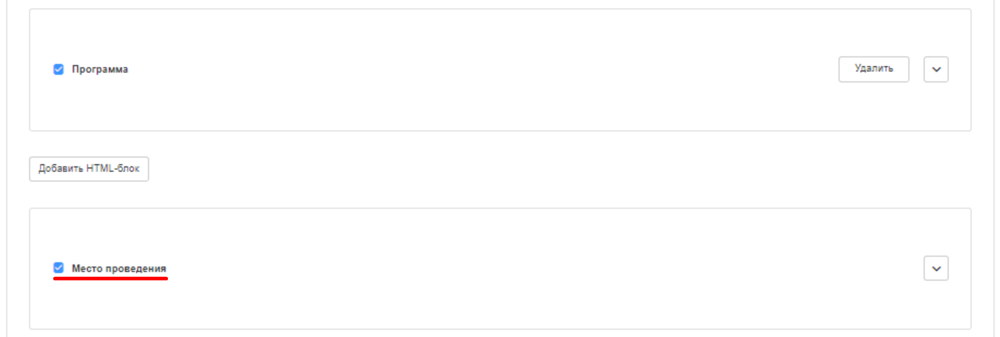 Программа
Удалить
Добавить HTML-блок
Место проведения